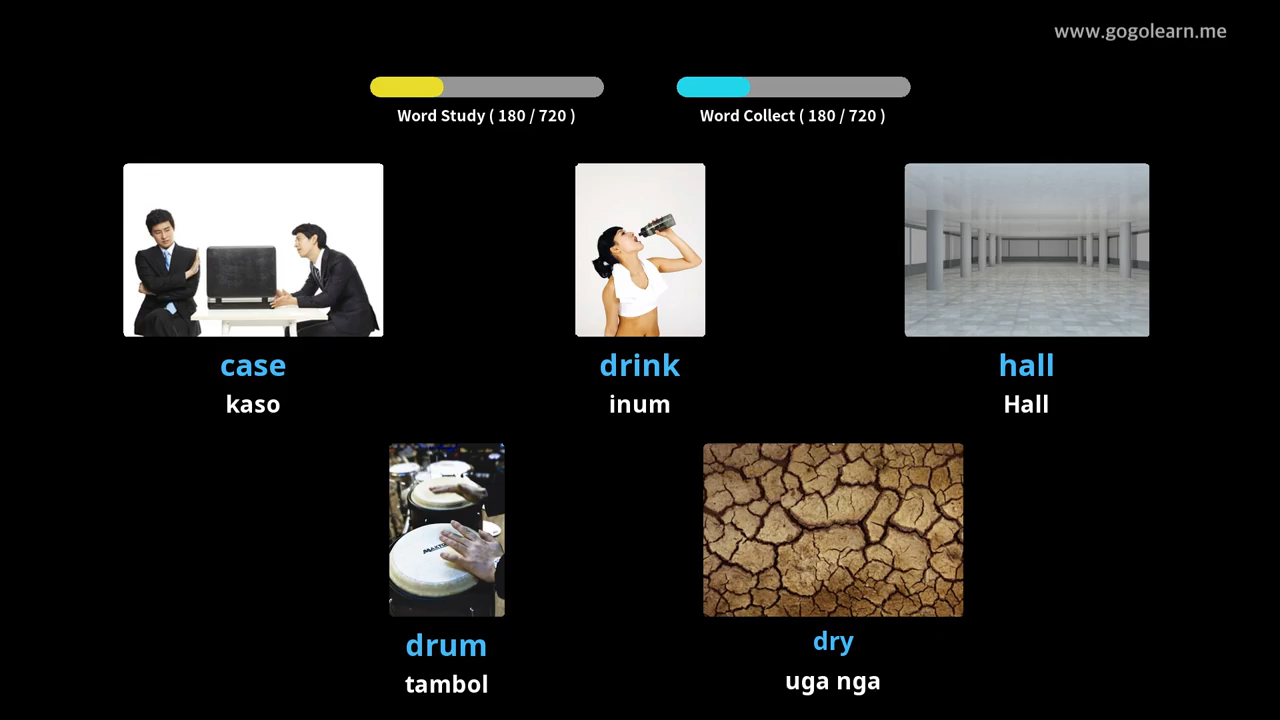 www.gogolearn.me
Word Study ( 180 / 720 )
Word Collect ( 180 / 720 )
case
kaso
drink
inum
hall
Hall
drum
tambol
dry
uga nga